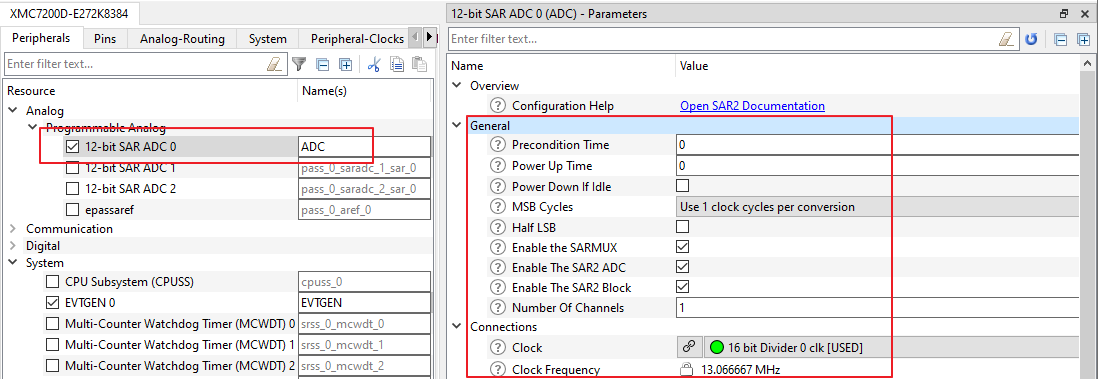 XMC7200D-E272K8384
Peripherals Pins Analog-Routing System Peripheral-Clocks
Enter filter text...
Resource Name(s)
Analog
Programmable Analog
12-bit SAR ADC 0 ADC
12-bit SAR ADC 1 pass_0_saradc_1_sar_0
12-bit SAR ADC 2 pass_0_saradc_2_sar_0
epassaref pass_0_aref_0
Communication
Digital
System
CPU Subsystem (CPUSS) cpuss_0
EVTGEN 0 EVTGEN
Multi-Counter Watchdog Timer (MCWDT) 0 srss_0_mcwdt_0
Multi-Counter Watchdog Timer (MCWDT) 1 srss_0_mcwdt_1
Multi-Counter Watchdog Timer (MCWDT) 2 srss_0_mcwdt_2
12-bit SAR ADC 0 (ADC) - Parameters
Enter filter text...
Name Value
Overview
Configuration Help Open SAR2 Documentation
General
Precondition Time 0
Power Up Time 0
Power Down If Idle
MSB Cycles Use 1 clock cycles per conversion
Half LSB
Enable the SARMUX
Enable The SAR2 ADC
Enable The SAR2 Block
Number Of Channels 1
Connections
Clock 16 bit Divider 0 clk [USED]
Clock Frequency 13.066667 MHz